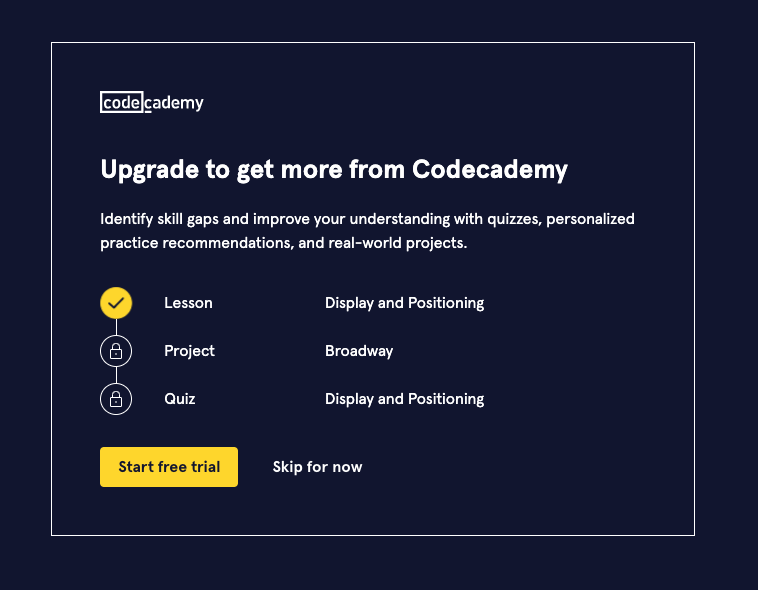 codecademy
Upgrade to get more from Codecademy
Identify skill gaps and improve your understanding with quizzes, personalized
practice recommendations, and real-world projects.
Lesson Display and Positioning
Project Broadway
Quiz Display and Positioning
Start free trial Skip for now